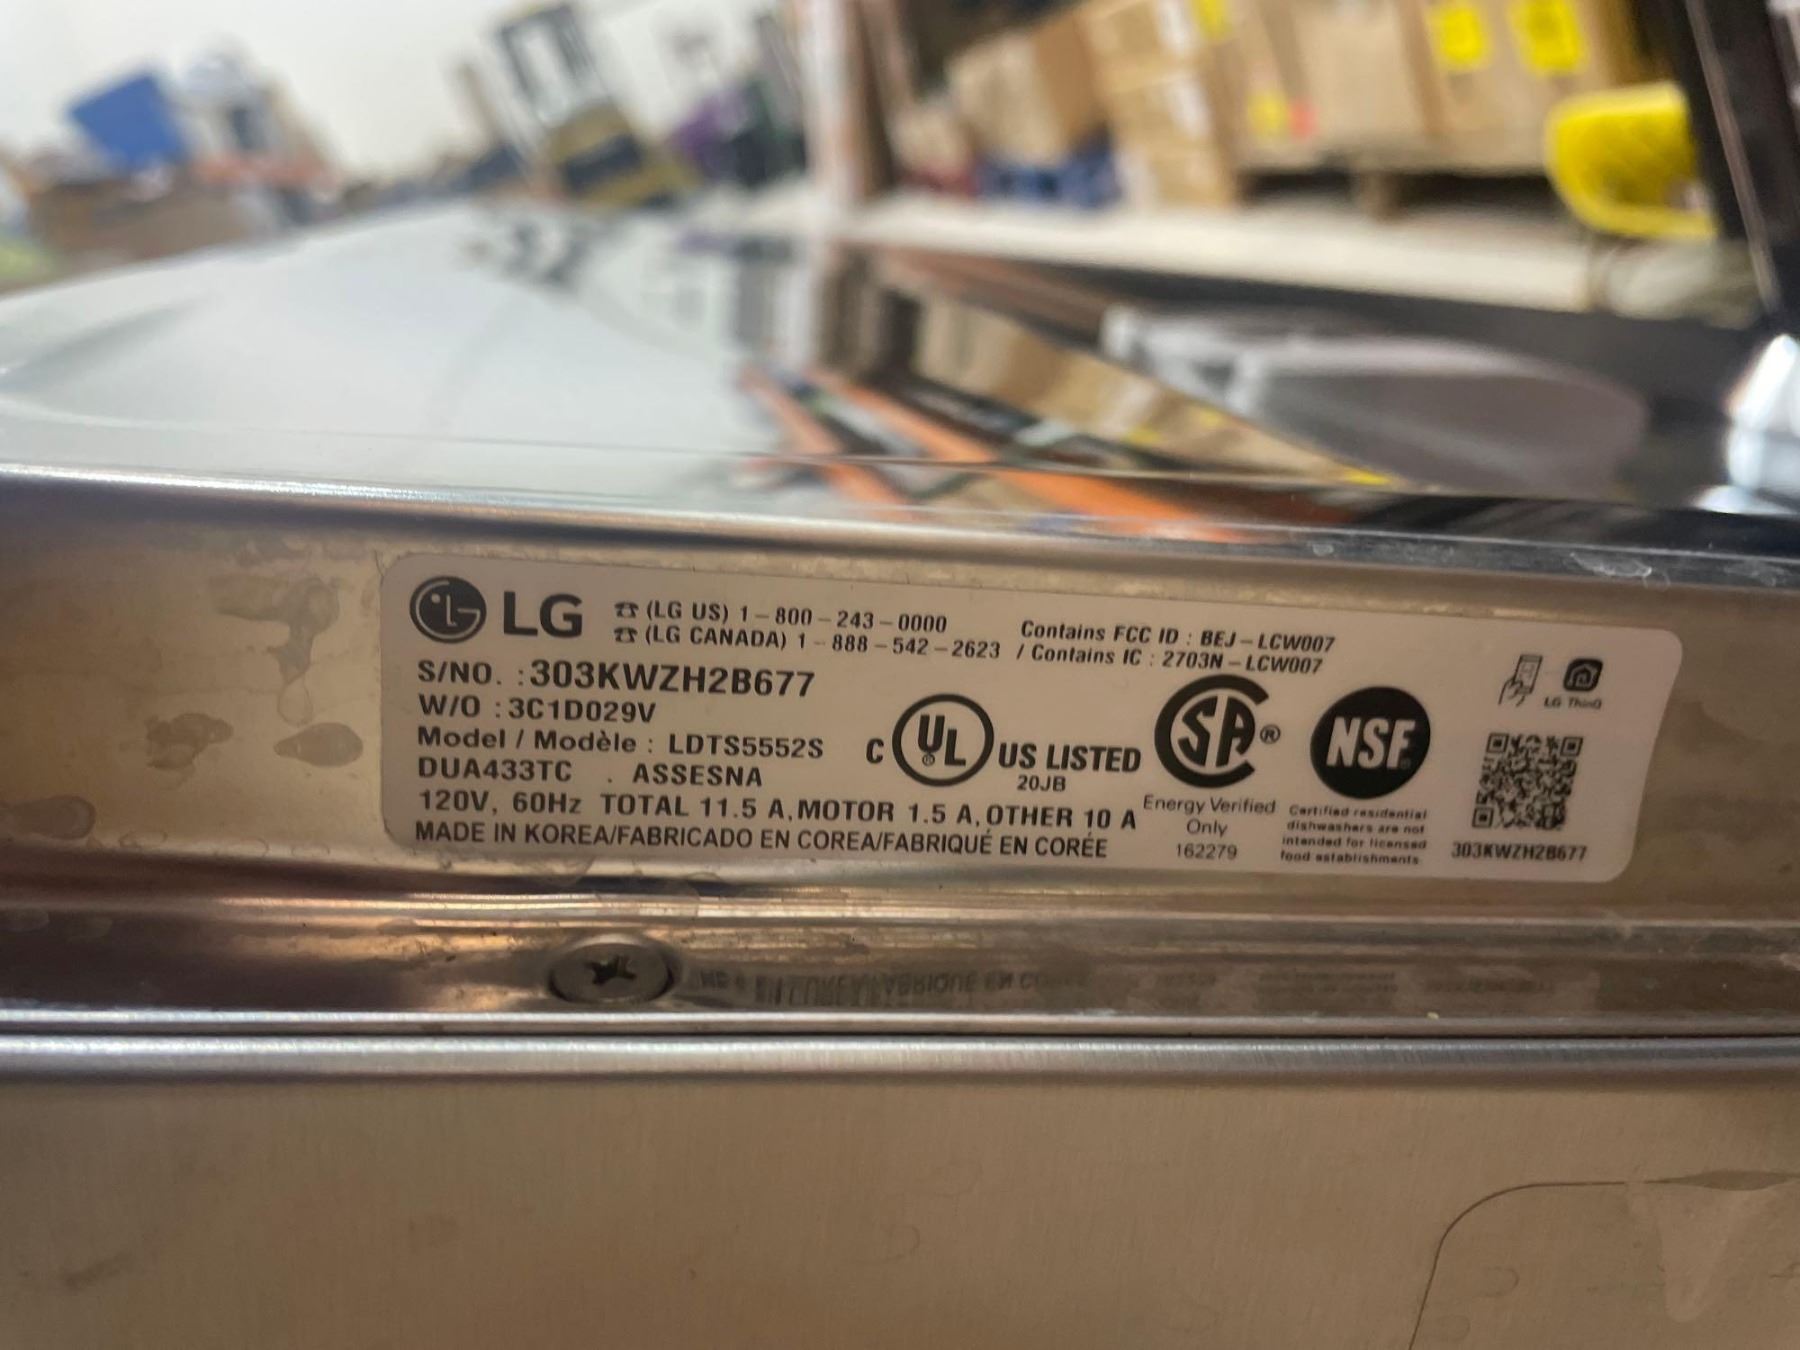 LG
☎ (LG US) 1-800-243-0000
☎ (LG CANADA) 1-888-542-2623
Contains FCC ID : BEJ-LCW007
/ Contains IC : 2703N-LCW007
S/NO. : 303KWZH2B677
W/O : 3C1D029V
Model / Modèle : LDTS5552S
DUA433TC . ASSESNA
120V, 60Hz TOTAL 11.5 A, MOTOR 1.5 A, OTHER 10 A
MADE IN KOREA/FABRICADO EN COREA/FABRIQUÉ EN CORÉE
C UL® US LISTED
20JB
SA®
Energy Verified
Only
162279
NSF
Certified residential
dishwashers are not
intended for licensed
food establishments
LG ThinQ
303KWZH2B677